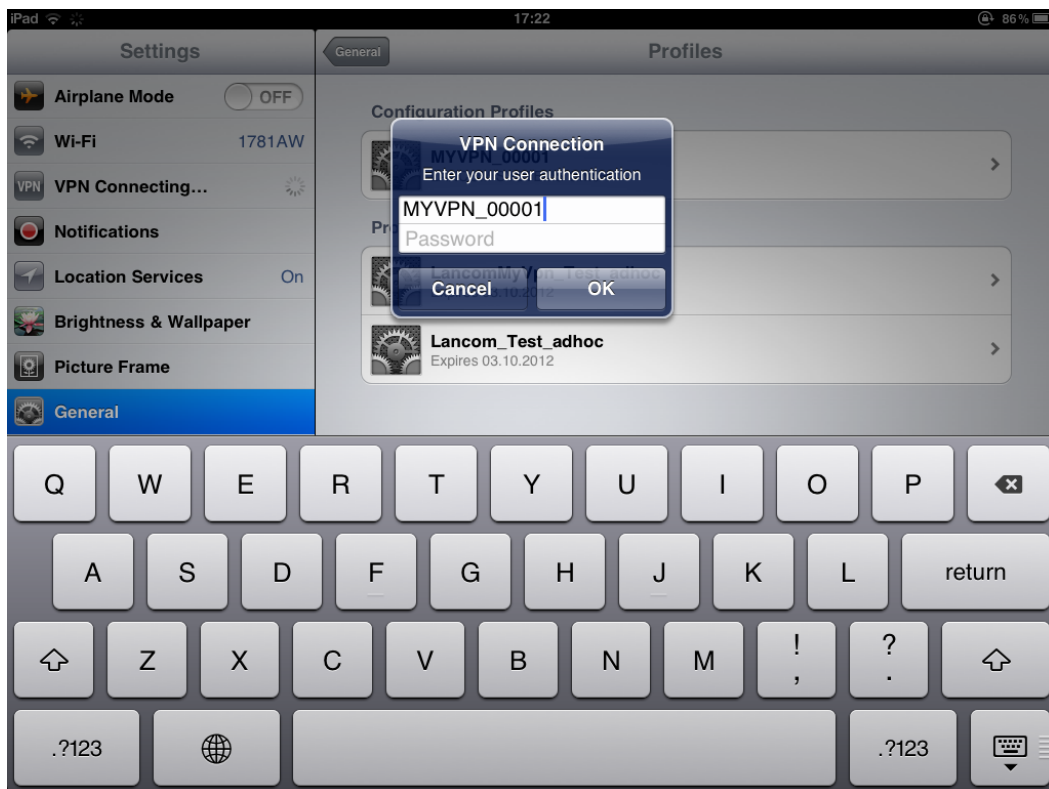 iPad 17:22 86%
Settings
General Profiles
Airplane Mode OFF
Wi-Fi 1781AW
VPN VPN Connecting...
Notifications
Location Services On
Brightness & Wallpaper
Picture Frame
General
Configuration Profiles
MYVPN_00001
VPN Connection
Enter your user authentication
MYVPN_00001
Password
Cancel OK
LancomMyVpn_Test_adhoc
Lancom_Test_adhoc
Expires 03.10.2012
Q W E R T Y U I O P
A S D F G H J K L return
Z X C V B N M ! , ? .
.?123 .?123